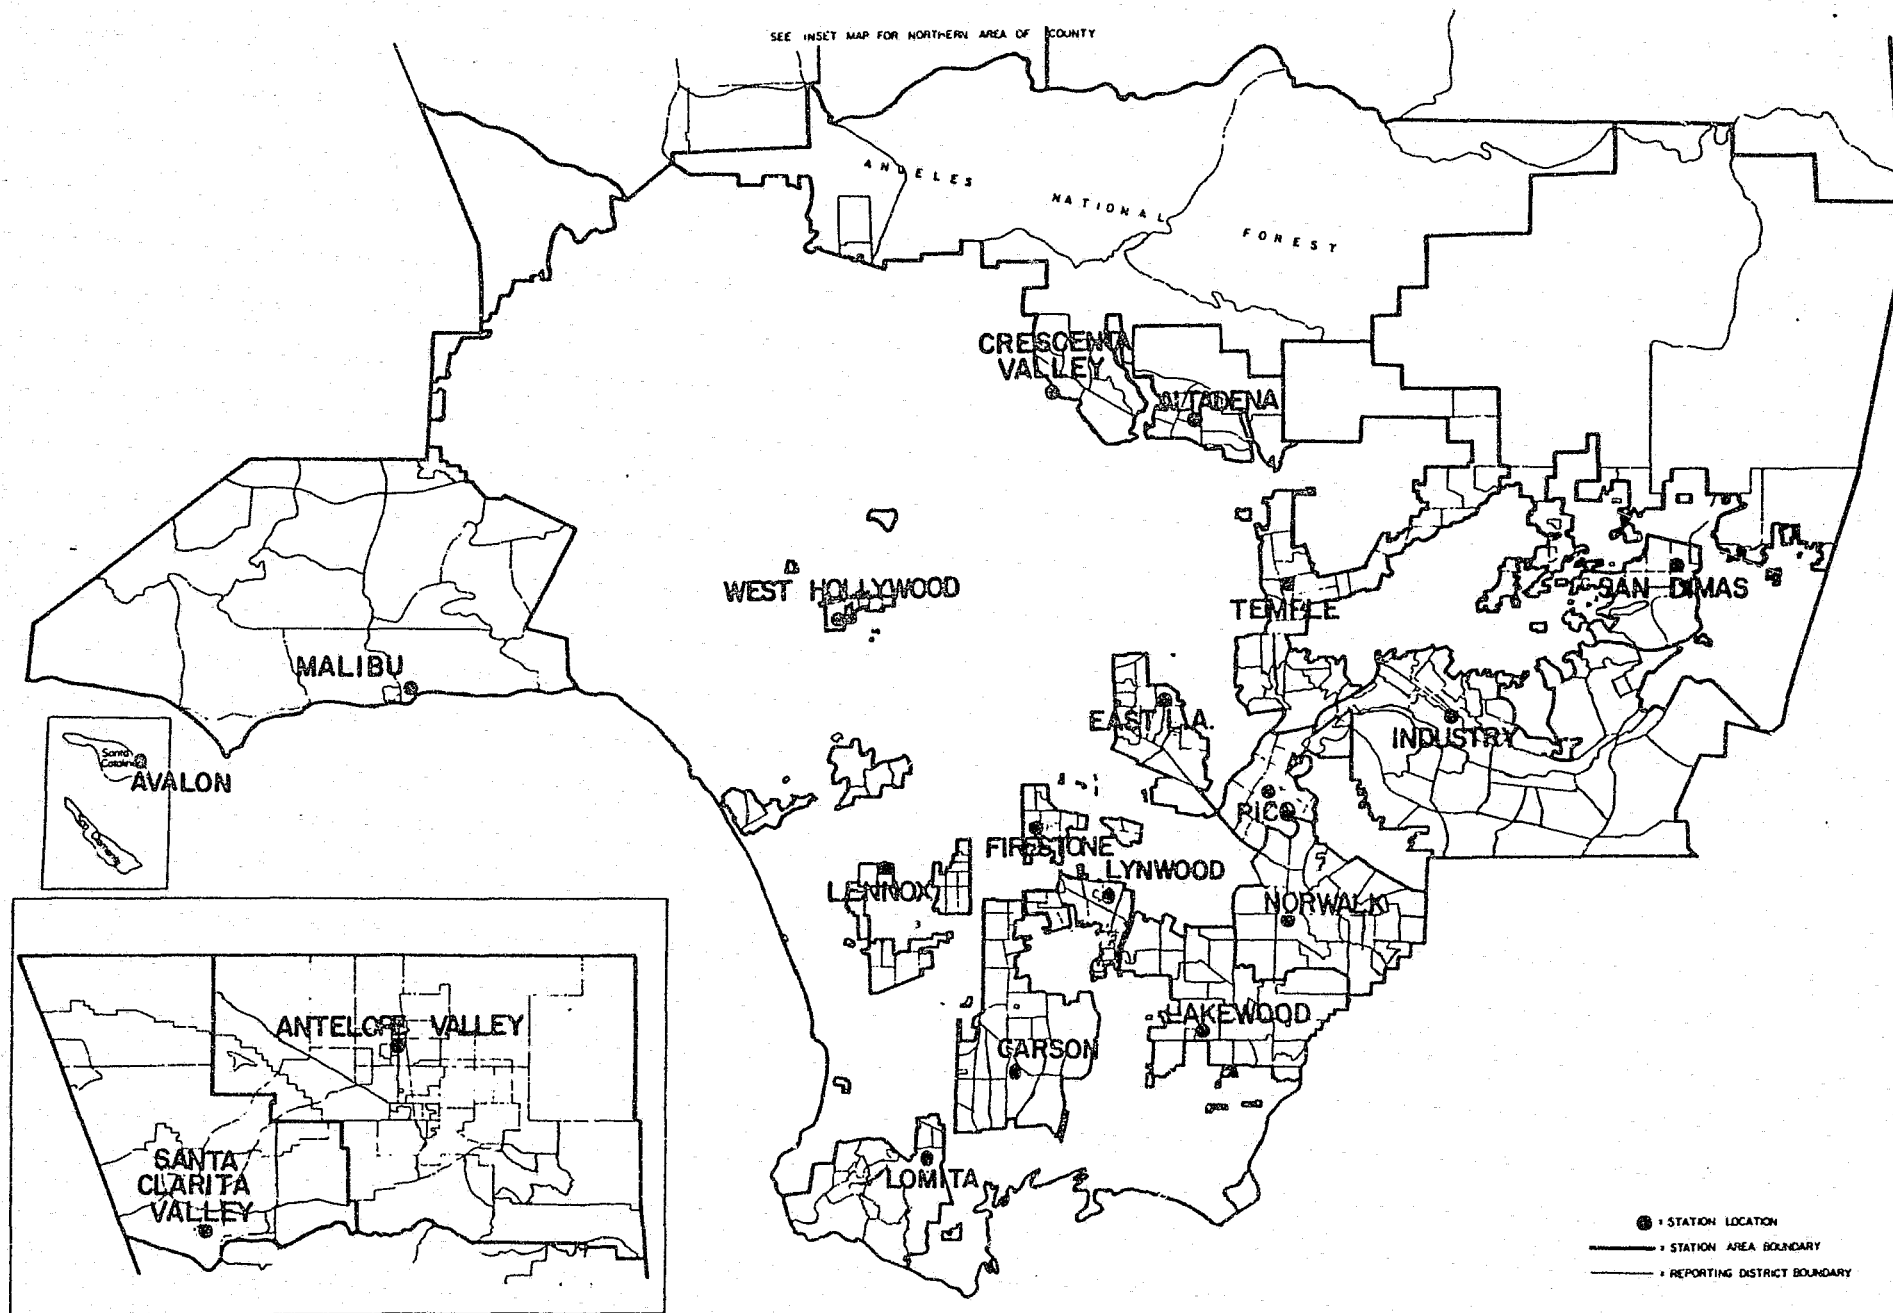 SEE INSET MAP FOR NORTHERN AREA OF COUNTY
ANGELES NATIONAL FOREST
CRESCENTA
VALLEY
ALTADENA
WEST HOLLYWOOD
TEMPLE
SAN DIMAS
MALIBU
EAST L.A.
INDUSTRY
Santa
Catalina
AVALON
PICO
FIRESTONE
LYNWOOD
LENNOX
NORWALK
ANTELOPE VALLEY
LAKEWOOD
CARSON
SANTA
CLARITA
VALLEY
LOMITA
: STATION LOCATION
: STATION AREA BOUNDARY
: REPORTING DISTRICT BOUNDARY